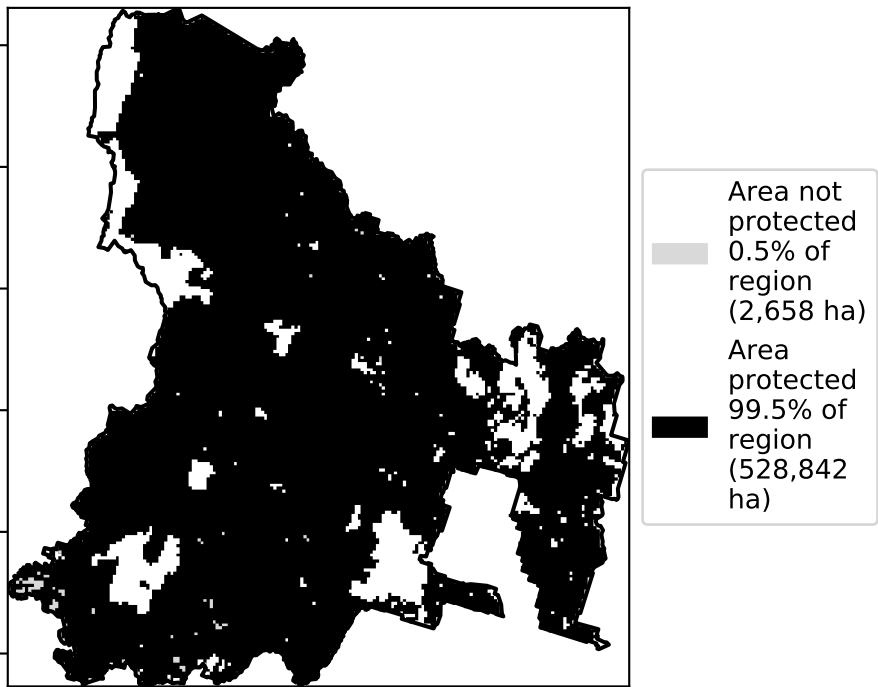 Area not
protected
0.5% of
region
(2,658 ha)
Area
protected
99.5% of
region
(528,842
ha)